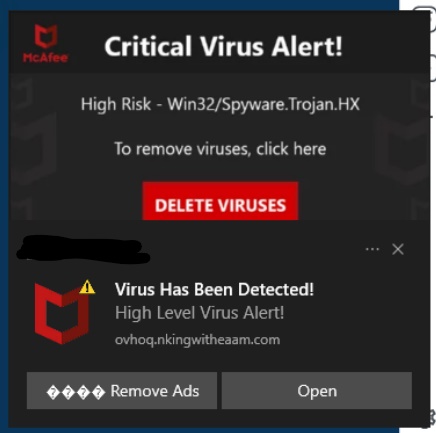 McAfee
Critical Virus Alert!
High Risk - Win32/Spyware.Trojan.HX
To remove viruses, click here
DELETE VIRUSES
Virus Has Been Detected!
High Level Virus Alert!
ovhoq.nkingwitheaam.com
���� Remove Ads
Open